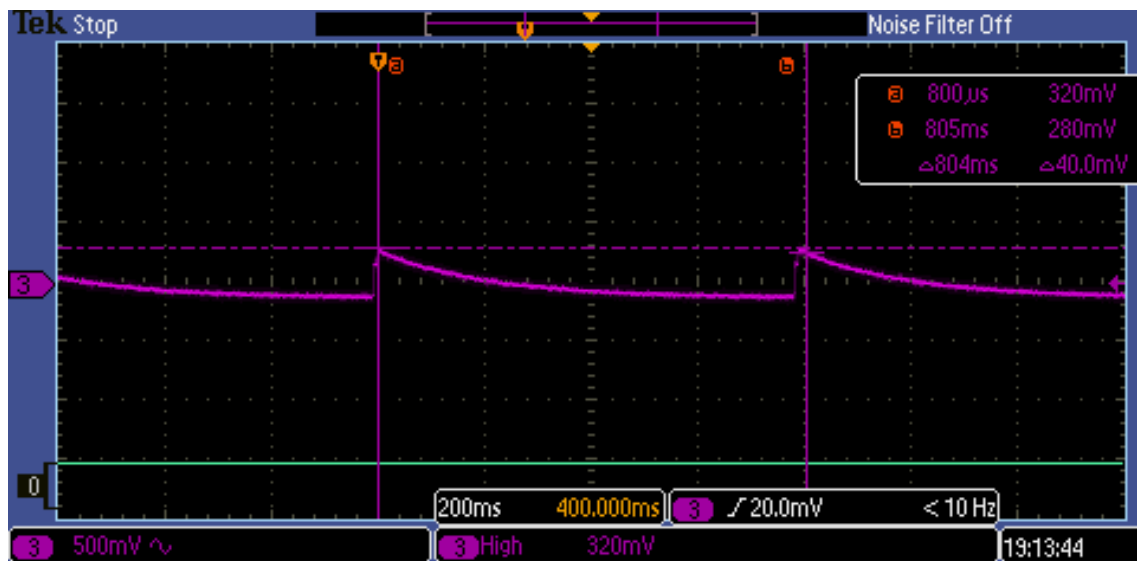 Tek Stop Noise Filter Off
T a b
a 800µs 320mV
b 805ms 280mV
△804ms △40.0mV
3
0
200ms 400.000ms 3 20.0mV < 10 Hz
3 500mV 3 High 320mV 19:13:44